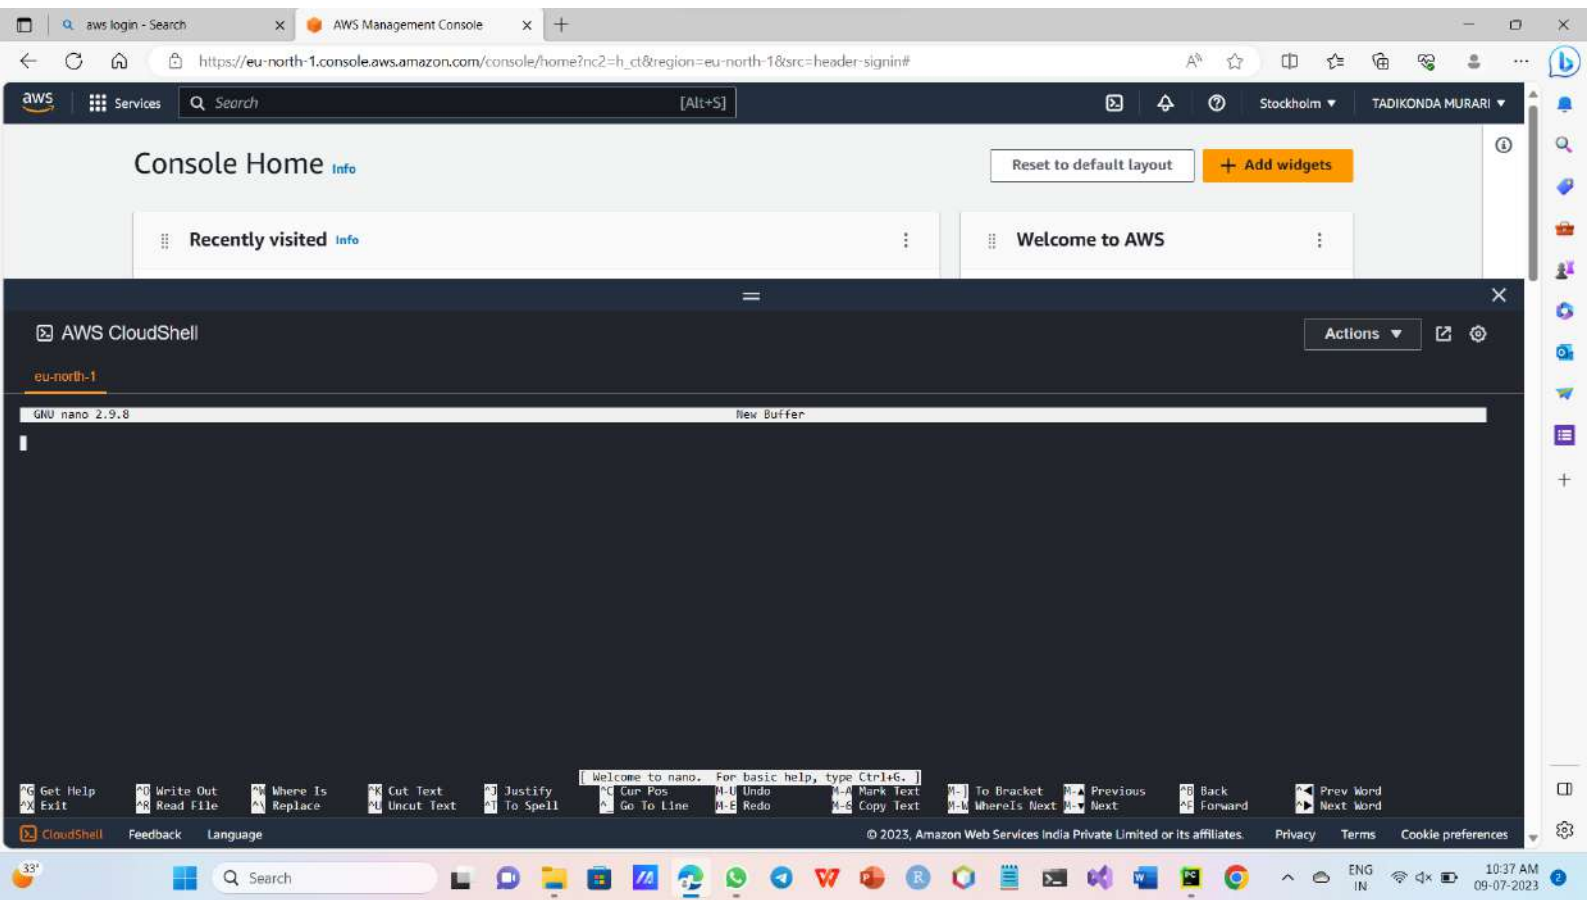 aws login - Search
AWS Management Console
https://eu-north-1.console.aws.amazon.com/console/home?nc2=h_ct&region=eu-north-1&src=header-signin#
aws Services Search [Alt+S] Stockholm TADIKONDA MURARI
Console Home Info Reset to default layout Add widgets
Recently visited Info Welcome to AWS
AWS CloudShell Actions
eu-north-1
GNU nano 2.9.8 New Buffer
[ Welcome to nano. For basic help, type Ctrl+G. ]
^G Get Help ^O Write Out ^W Where Is ^K Cut Text ^J Justify ^C Cur Pos M-U Undo M-A Mark Text M-] To Bracket M-▲ Previous ^B Back ^◀ Prev Word
^X Exit ^R Read File ^\ Replace ^U Uncut Text ^T To Spell ^_ Go To Line M-E Redo M-6 Copy Text M-W WhereIs Next M-▼ Next ^F Forward ^▶ Next Word
CloudShell Feedback Language © 2023, Amazon Web Services India Private Limited or its affiliates. Privacy Terms Cookie preferences
33° Search ENG 10:37 AM
IN 09-07-2023 2